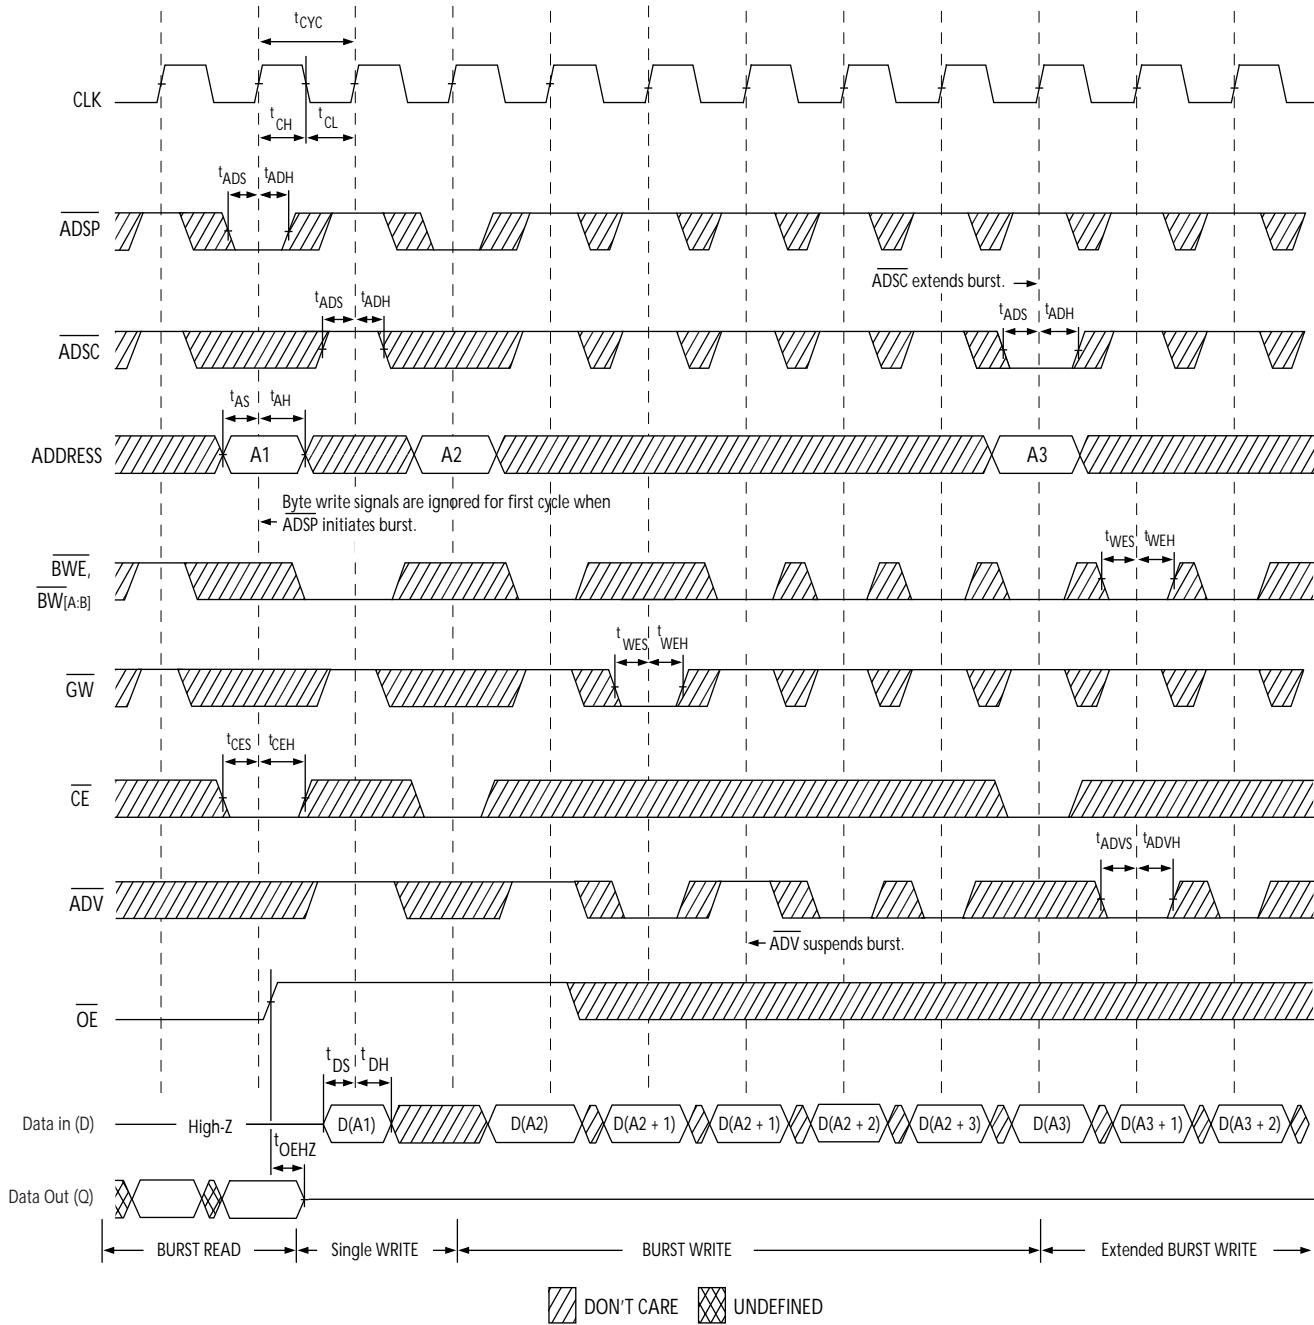 tCYC
CLK
tCH
tCL
tADS
tADH
ADSP
ADSC extends burst.
tADS
tADH
tADS
tADH
ADSC
tAS
tAH
ADDRESS
A1
A2
A3
Byte write signals are ignored for first cycle when
ADSP initiates burst.
tWES
tWEH
BWE,
BW[A:B]
tWES
tWEH
GW
tCES
tCEH
CE
tADVS
tADVH
ADV
ADV suspends burst.
OE
tDS
tDH
Data in (D)
High-Z
D(A1)
D(A2)
D(A2 + 1)
D(A2 + 1)
D(A2 + 2)
D(A2 + 3)
D(A3)
D(A3 + 1)
D(A3 + 2)
tOEHZ
Data Out (Q)
BURST READ
Single WRITE
BURST WRITE
Extended BURST WRITE
DON'T CARE
UNDEFINED